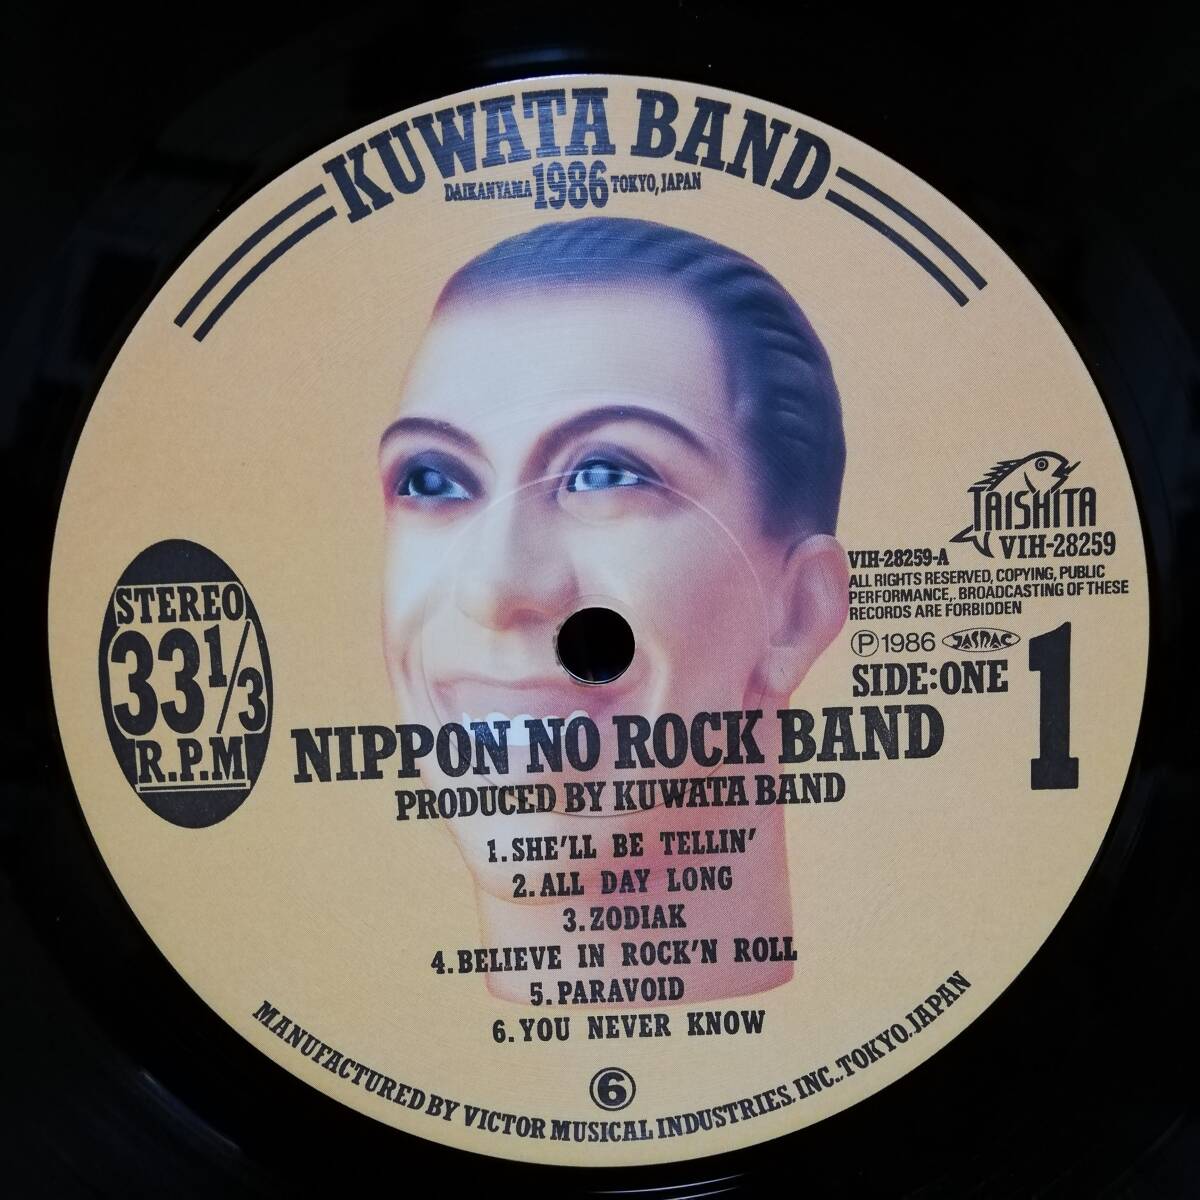 KUWATA BAND
DAIKANYAMA 1986 TOKYO, JAPAN
TAISHITA
VIH-28259
VIH-28259-A
ALL RIGHTS RESERVED, COPYING, PUBLIC
PERFORMANCE,. BROADCASTING OF THESE
RECORDS ARE FORBIDDEN
Ⓟ1986 JASRAC
SIDE:ONE 1
STEREO
33 1/3
R.P.M
NIPPON NO ROCK BAND
PRODUCED BY KUWATA BAND
1. SHE'LL BE TELLIN'
2. ALL DAY LONG
3. ZODIAK
4. BELIEVE IN ROCK'N ROLL
5. PARAVOID
6. YOU NEVER KNOW
⑥
MANUFACTURED BY VICTOR MUSICAL INDUSTRIES, INC., TOKYO, JAPAN